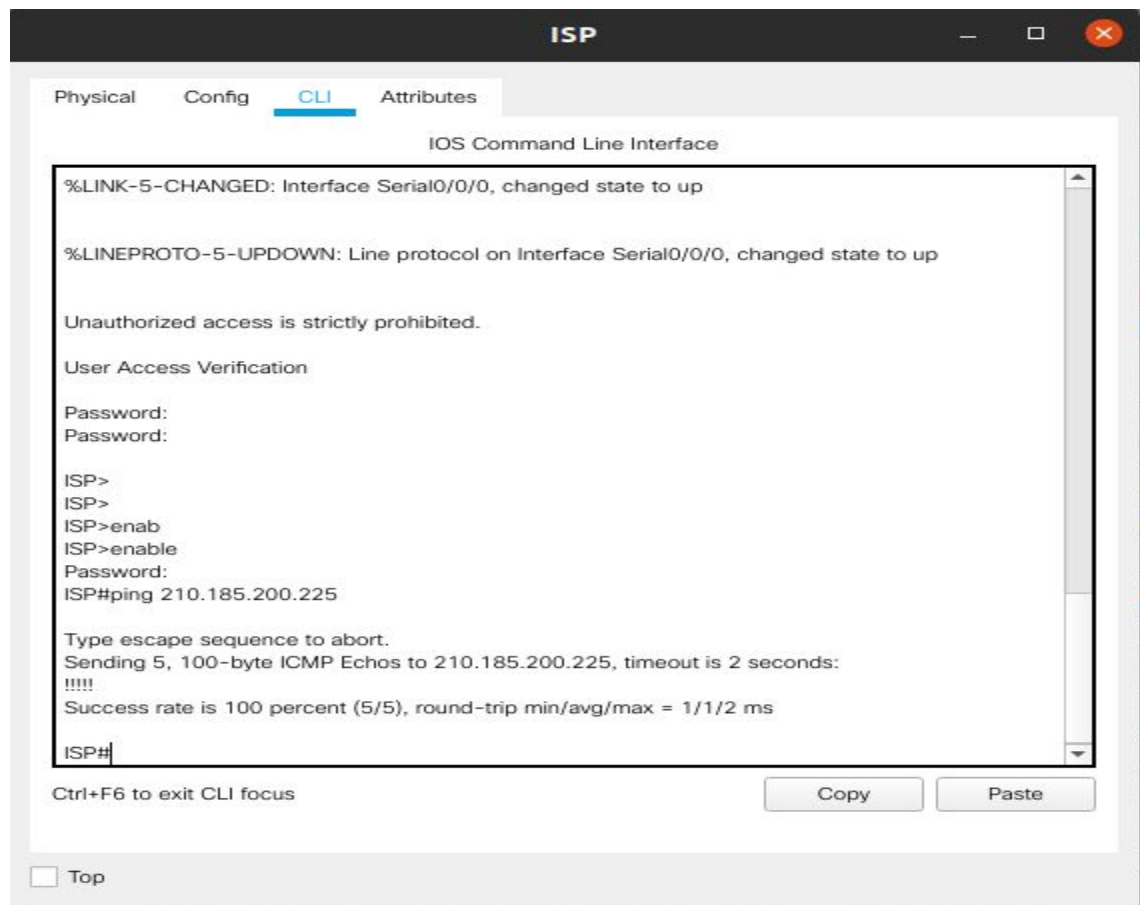 ISP
Physical Config CLI Attributes
IOS Command Line Interface
%LINK-5-CHANGED: Interface Serial0/0/0, changed state to up
%LINEPROTO-5-UPDOWN: Line protocol on Interface Serial0/0/0, changed state to up
Unauthorized access is strictly prohibited.
User Access Verification
Password:
Password:
ISP>
ISP>
ISP>enab
ISP>enable
Password:
ISP#ping 210.185.200.225
Type escape sequence to abort.
Sending 5, 100-byte ICMP Echos to 210.185.200.225, timeout is 2 seconds:
!!!!!
Success rate is 100 percent (5/5), round-trip min/avg/max = 1/1/2 ms
ISP#
Ctrl+F6 to exit CLI focus
Copy Paste
Top